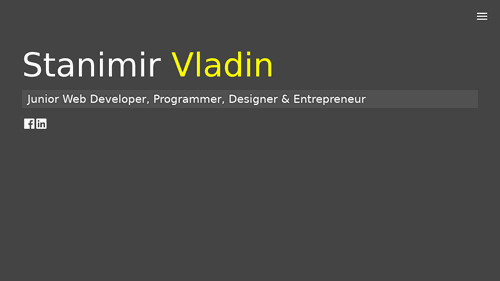 Stanimir Vladin
Junior Web Developer, Programmer, Designer & Entrepreneur